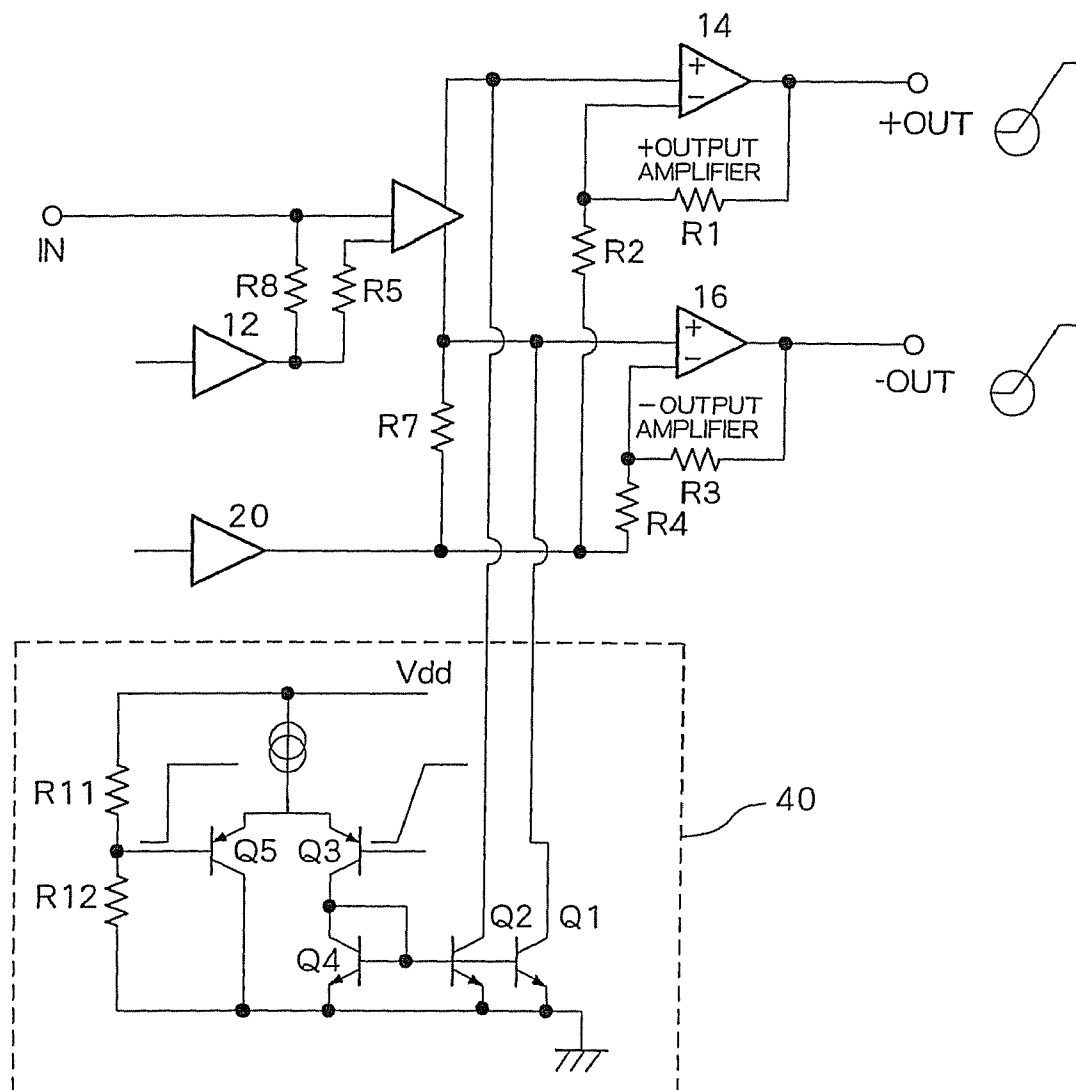 14
+
−
+OUT
+OUTPUT
AMPLIFIER
R1
IN
R2
R8
R5
12
16
+
−
-OUT
−OUTPUT
AMPLIFIER
R7
R3
R4
20
Vdd
R11
40
Q5
Q3
R12
Q2
Q1
Q4